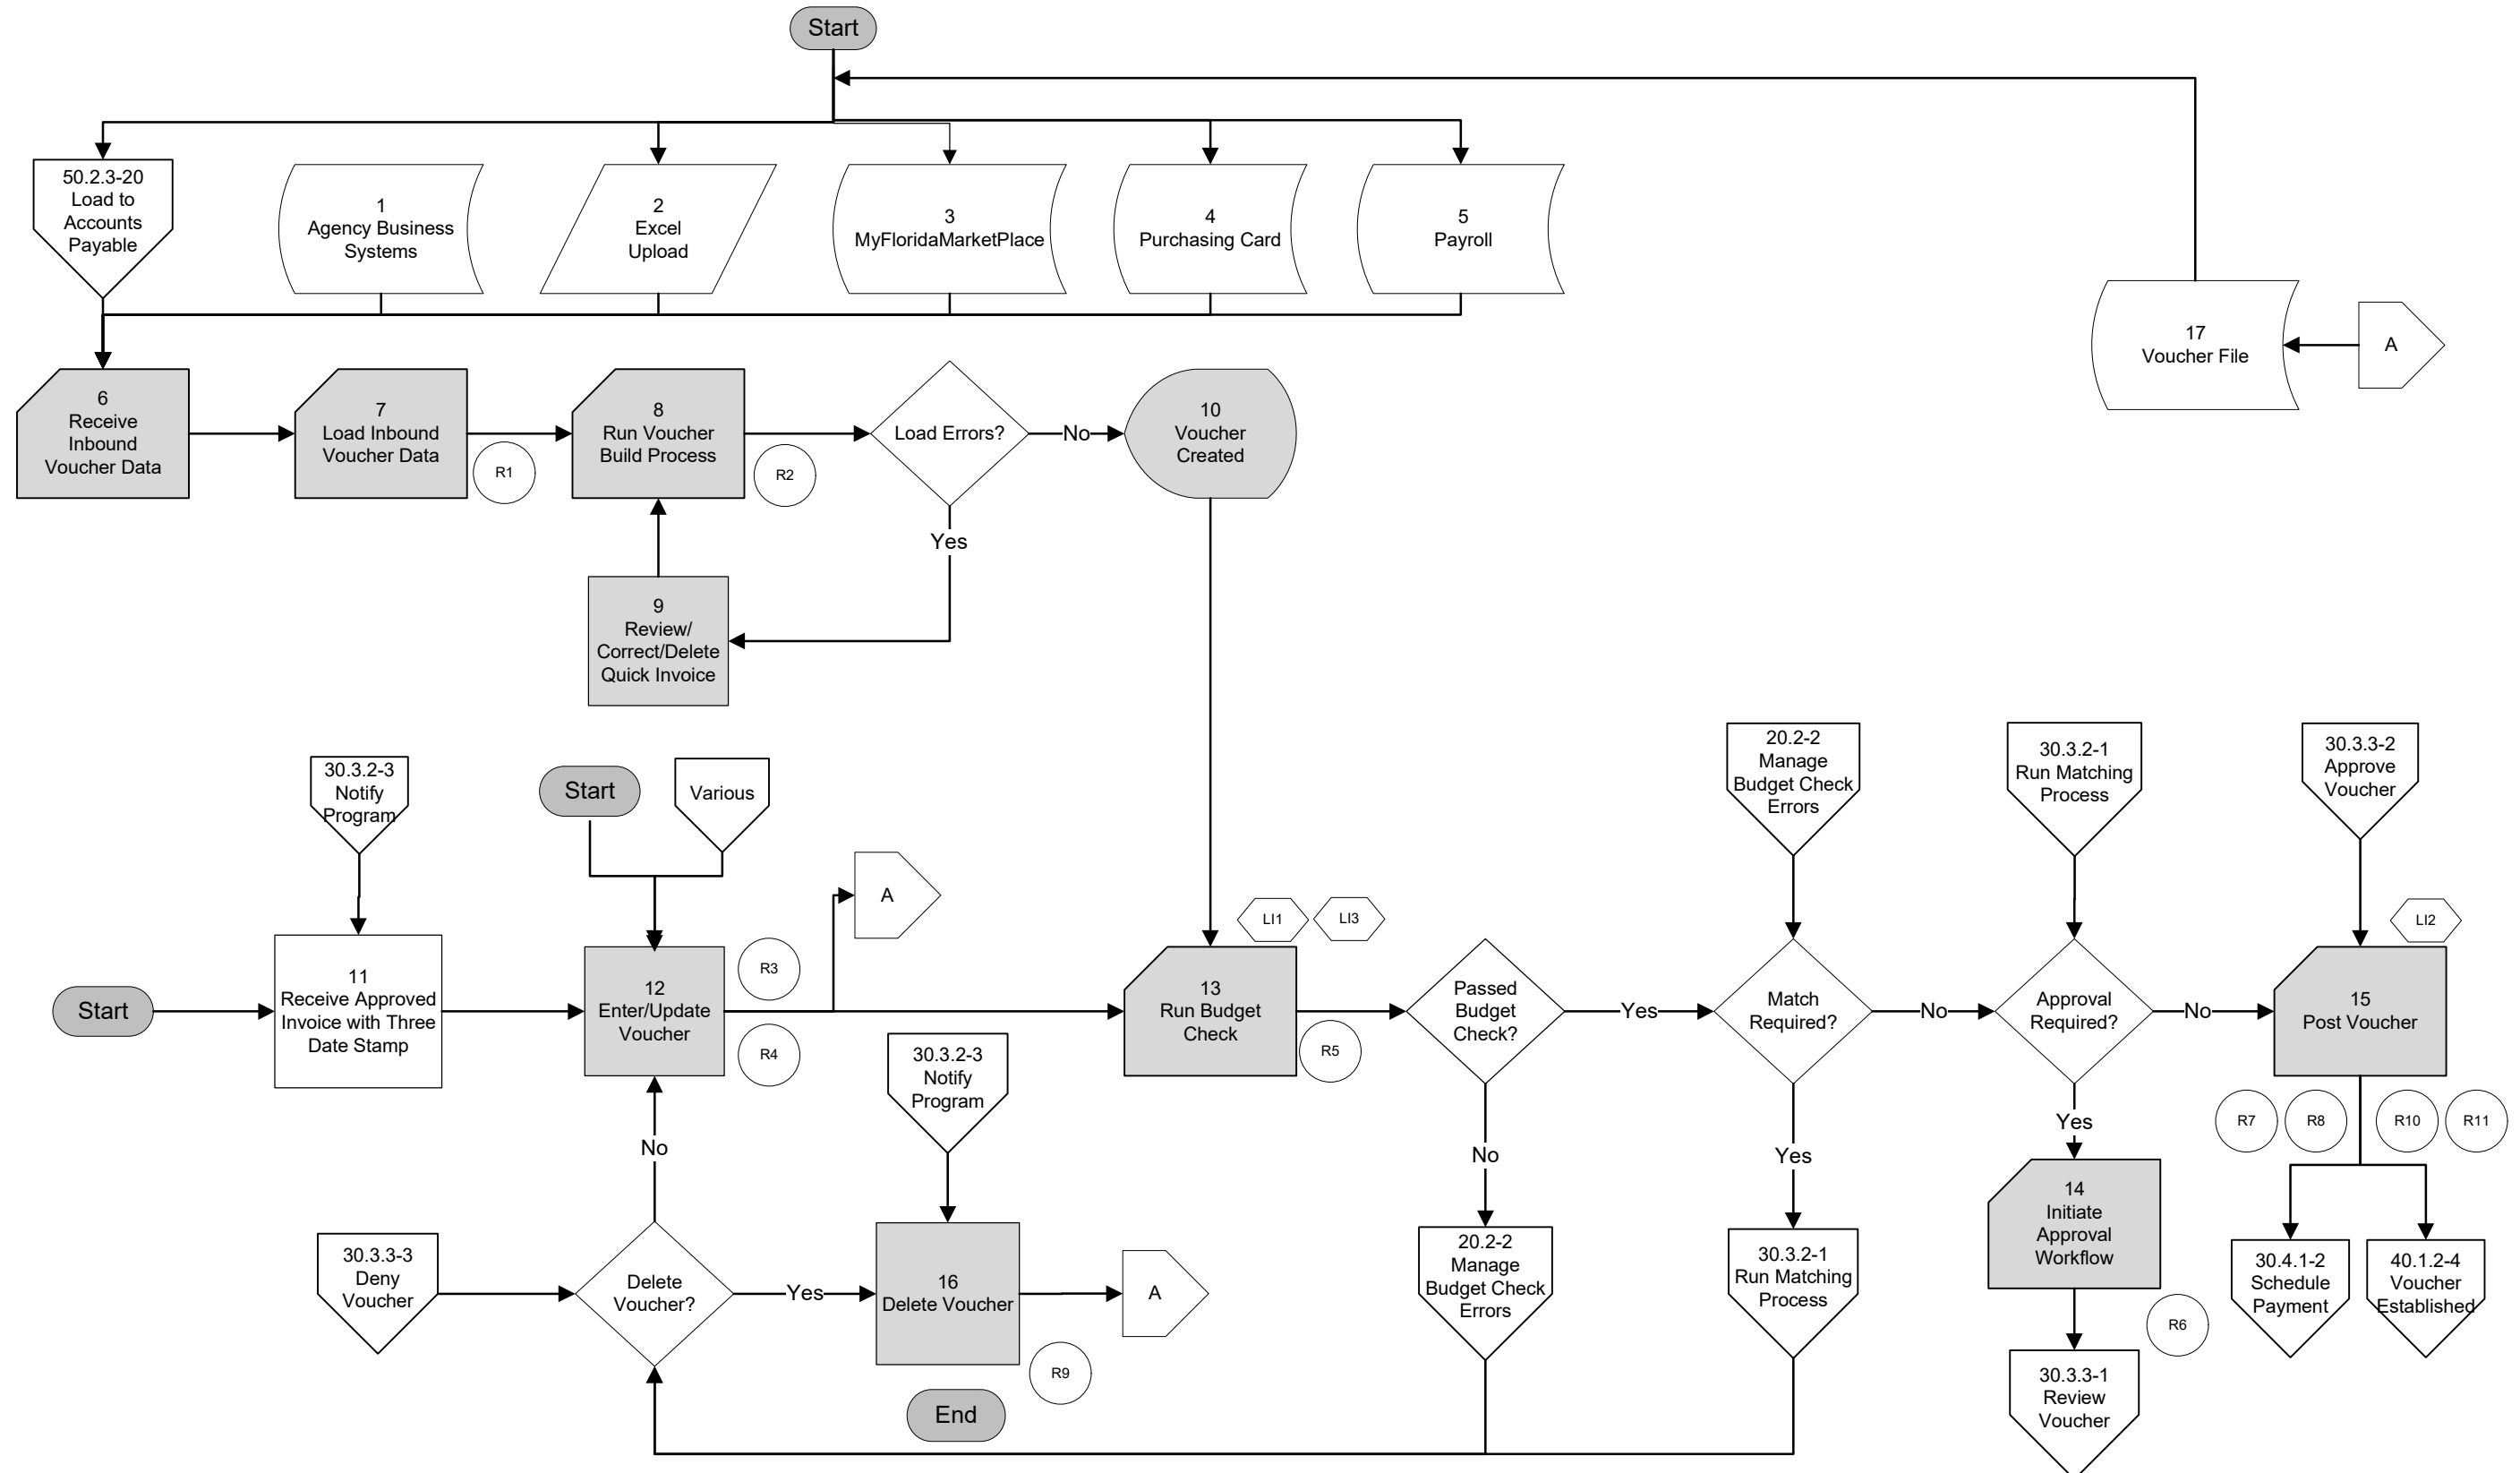 Start
50.2.3-20
Load to
Accounts
Payable
1
Agency Business
Systems
2
Excel
Upload
3
MyFloridaMarketPlace
4
Purchasing Card
5
Payroll
17
Voucher File
A
6
Receive
Inbound
Voucher Data
7
Load Inbound
Voucher Data
R1
8
Run Voucher
Build Process
R2
Load Errors?
No
10
Voucher
Created
Yes
9
Review/
Correct/Delete
Quick Invoice
30.3.2-3
Notify
Program
Start
Various
A
20.2-2
Manage
Budget Check
Errors
30.3.2-1
Run Matching
Process
30.3.3-2
Approve
Voucher
LI1
LI3
LI2
Start
11
Receive Approved
Invoice with Three
Date Stamp
12
Enter/Update
Voucher
R3
R4
13
Run Budget
Check
R5
Passed
Budget
Check?
Yes
Match
Required?
No
Approval
Required?
No
15
Post Voucher
30.3.2-3
Notify
Program
No
No
Yes
Yes
R7
R8
R10
R11
30.3.3-3
Deny
Voucher
Delete
Voucher?
Yes
16
Delete Voucher
A
R9
End
20.2-2
Manage
Budget Check
Errors
30.3.2-1
Run Matching
Process
14
Initiate
Approval
Workflow
R6
30.4.1-2
Schedule
Payment
40.1.2-4
Voucher
Established
30.3.3-1
Review
Voucher